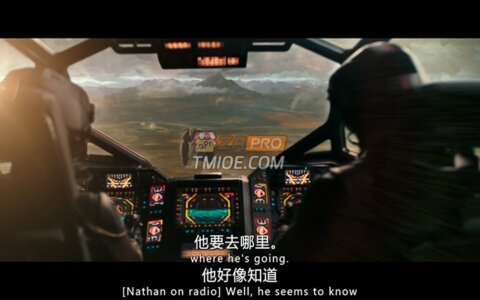 PRO
TMIOE.COM
他要去哪里。
where he's going.
他好像知道
[Nathan on radio] Well, he seems to know